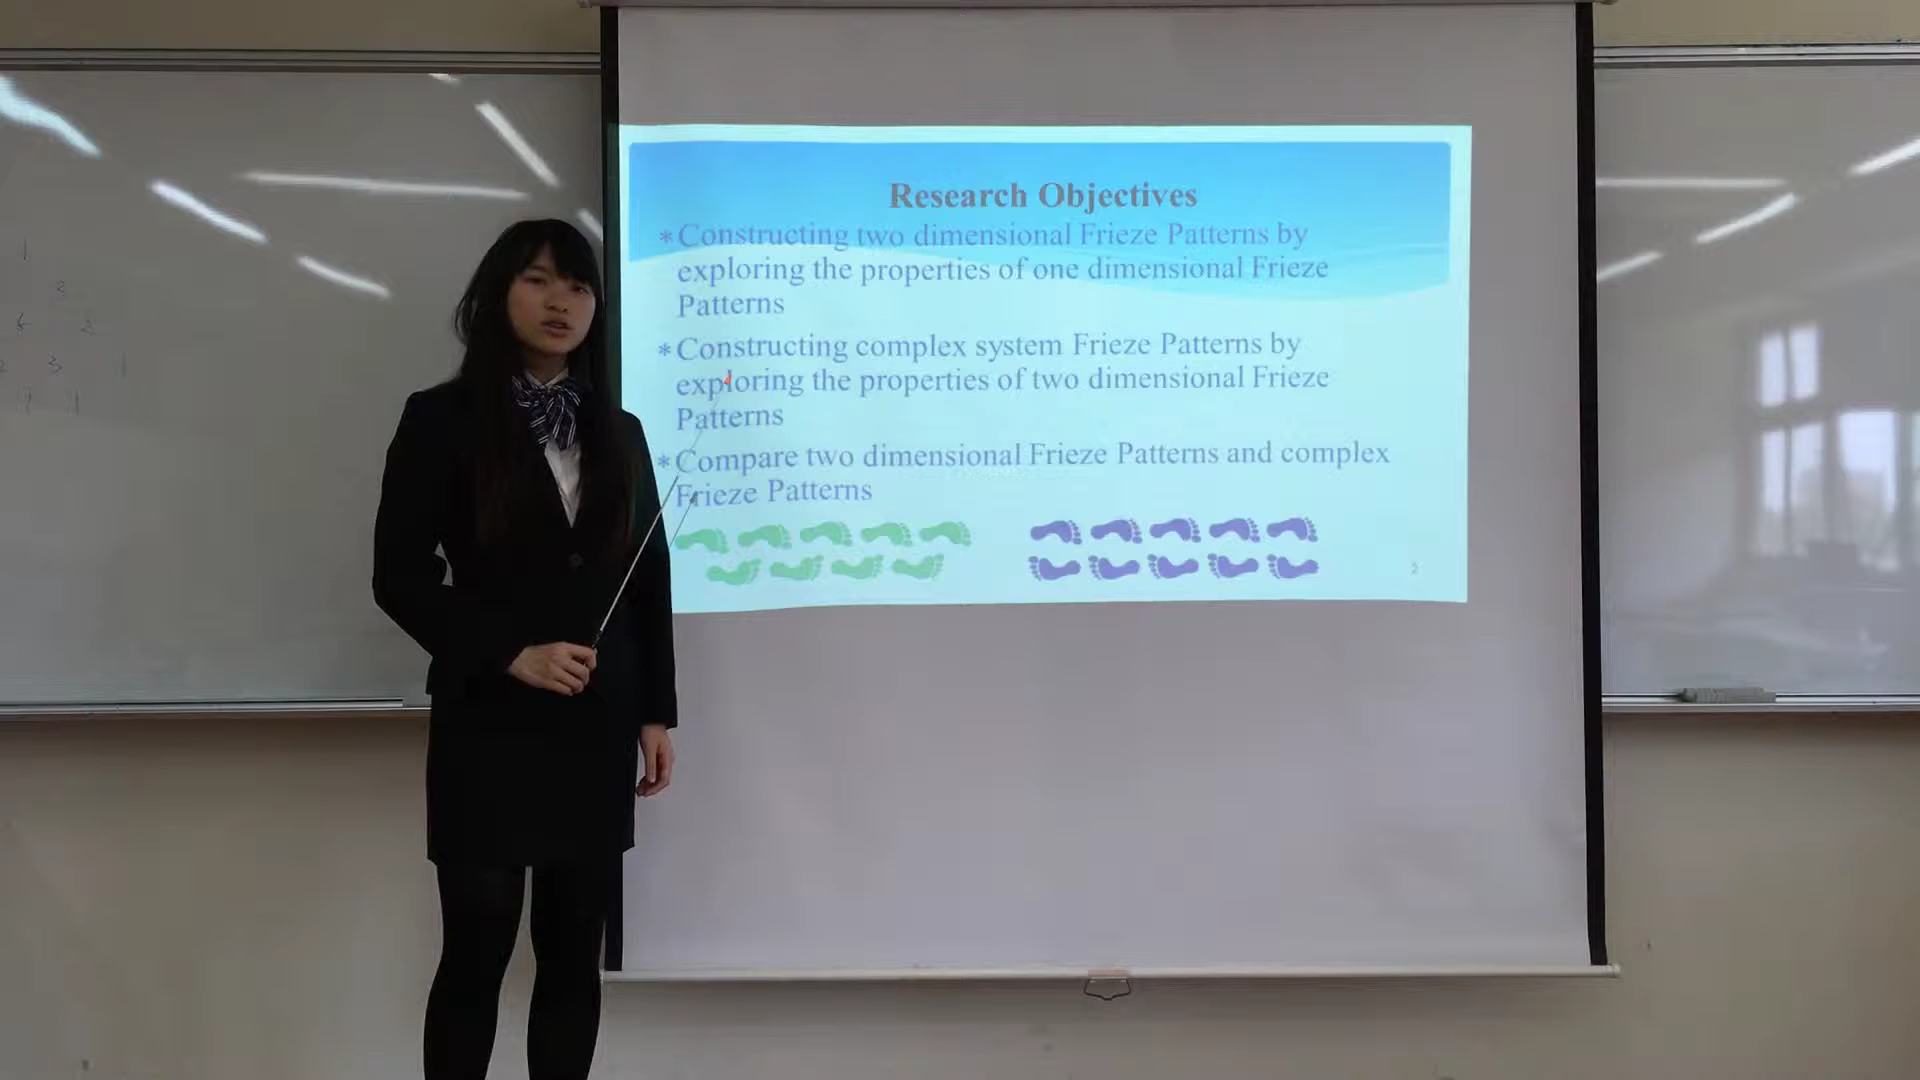 Research Objectives
*Constructing two dimensional Frieze Patterns by
exploring the properties of one dimensional Frieze
Patterns
*Constructing complex system Frieze Patterns by
exploring the properties of two dimensional Frieze
Patterns
*Compare two dimensional Frieze Patterns and complex
Frieze Patterns
2